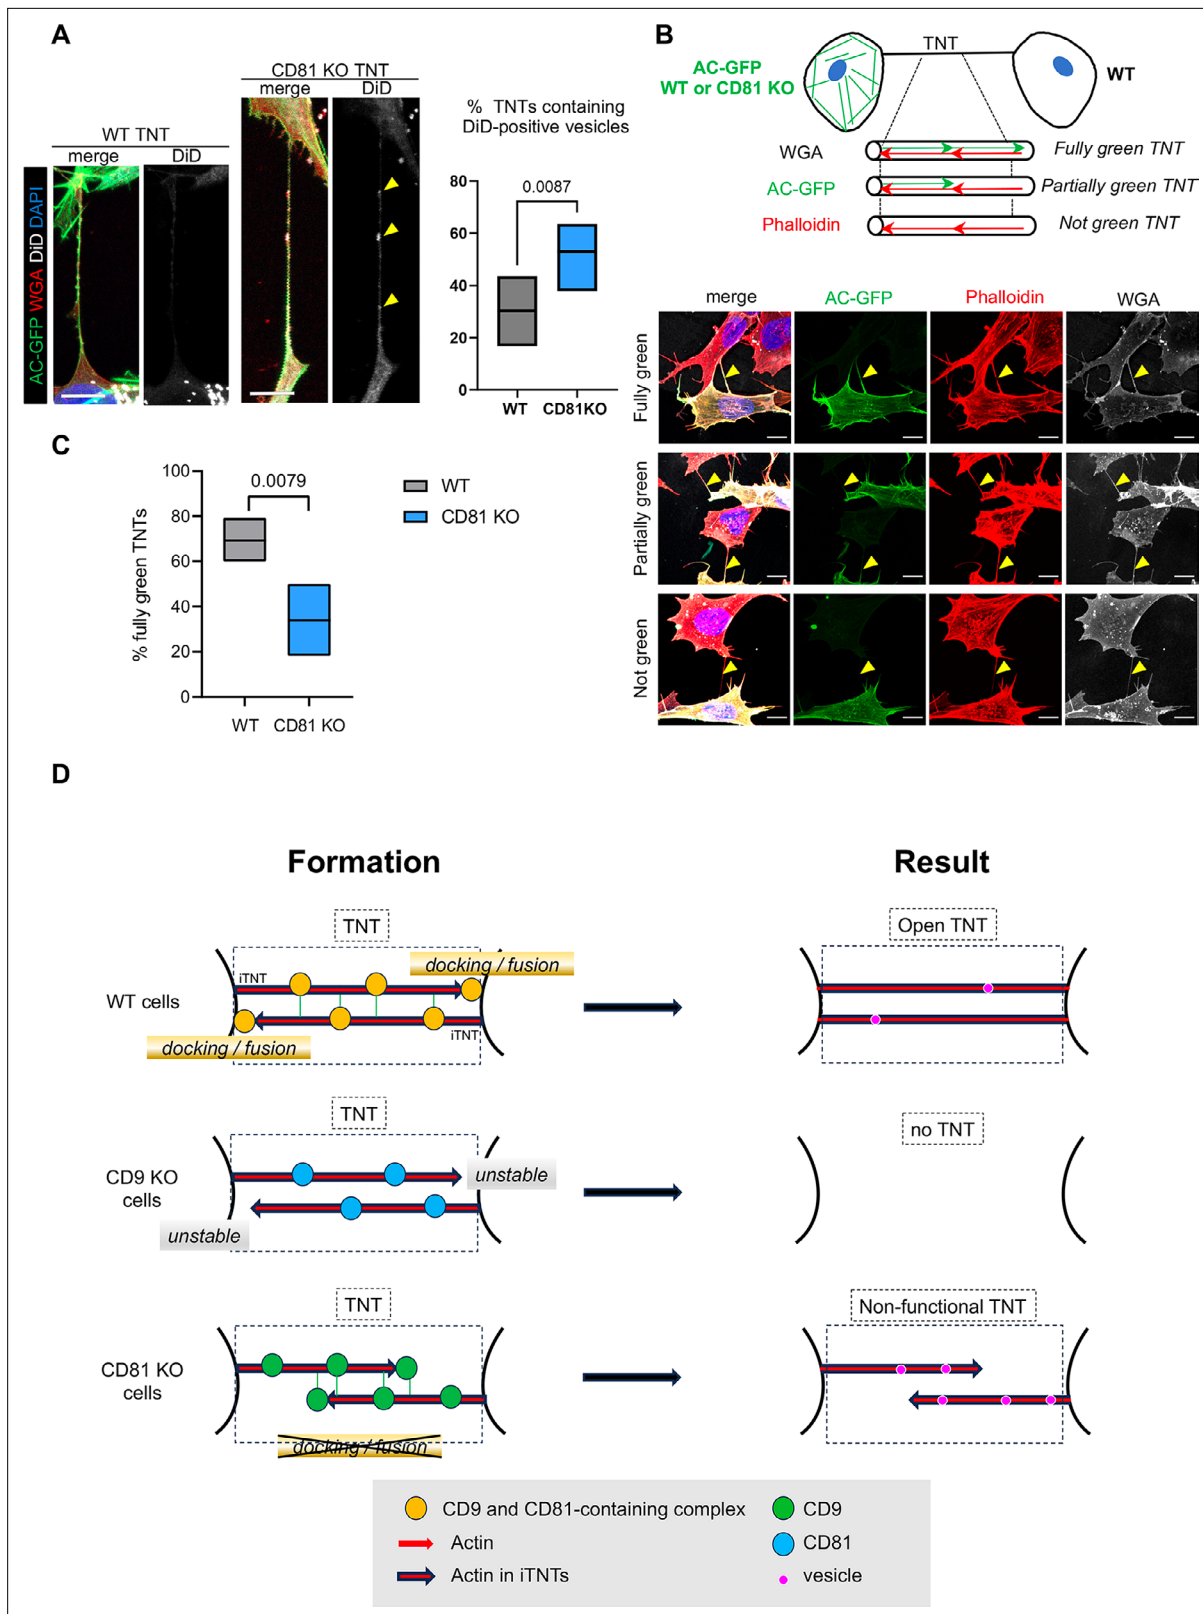 A
WT TNT
merge
DiD
CD81 KO TNT
merge
DiD
AC-GFP WGA DiD DAPI
% TNTs containing
DiD-positive vesicles
80
60
40
20
0
0.0087
WT
CD81KO
B
AC-GFP
WT or CD81 KO
TNT
WT
WGA
Fully green TNT
AC-GFP
Partially green TNT
Phalloidin
Not green TNT
merge
AC-GFP
Phalloidin
WGA
Fully green
Partially green
Not green
C
% fully green TNTs
100
80
60
40
20
0
0.0079
WT
CD81 KO
WT
CD81 KO
D
Formation
Result
WT cells
TNT
iTNT
docking / fusion
iTNT
docking / fusion
Open TNT
CD9 KO
cells
TNT
unstable
unstable
no TNT
CD81 KO
cells
TNT
docking / fusion
Non-functional TNT
CD9 and CD81-containing complex
CD9
Actin
CD81
Actin in iTNTs
vesicle